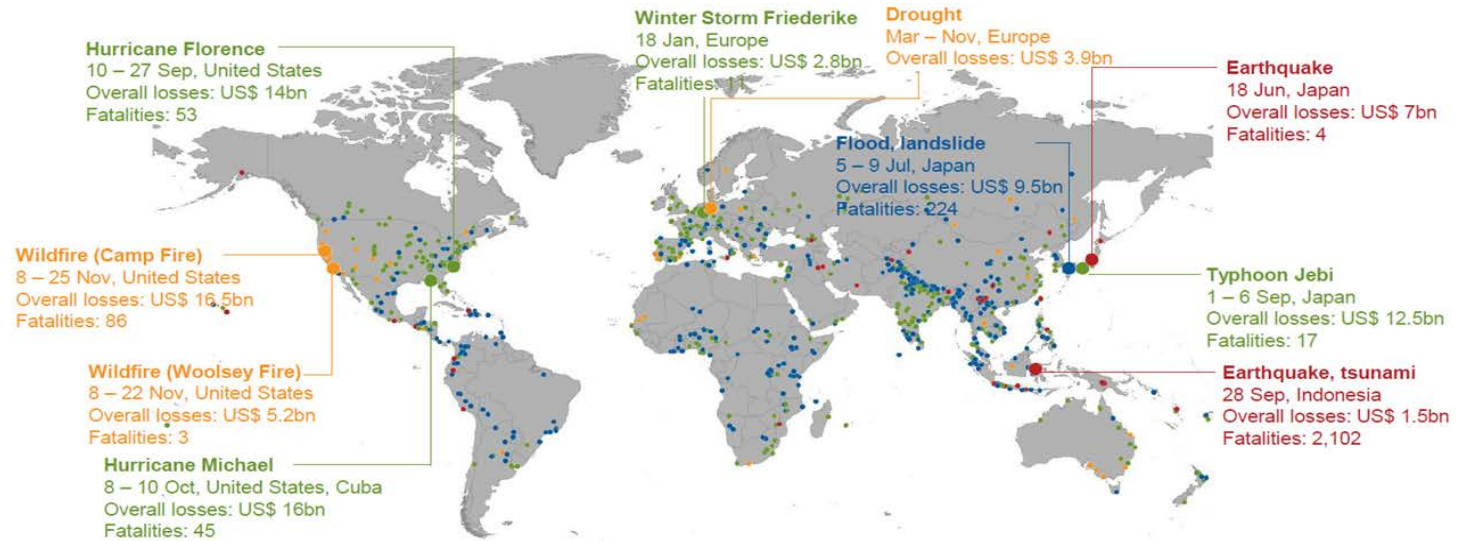 Hurricane Florence
10 – 27 Sep, United States
Overall losses: US$ 14bn
Fatalities: 53
Winter Storm Friederike
18 Jan, Europe
Overall losses: US$ 2.8bn
Fatalities: 11
Drought
Mar – Nov, Europe
Overall losses: US$ 3.9bn
Earthquake
18 Jun, Japan
Overall losses: US$ 7bn
Fatalities: 4
Flood, landslide
5 – 9 Jul, Japan
Overall losses: US$ 9.5bn
Fatalities: 224
Wildfire (Camp Fire)
8 – 25 Nov, United States
Overall losses: US$ 16.5bn
Fatalities: 86
Typhoon Jebi
1 – 6 Sep, Japan
Overall losses: US$ 12.5bn
Fatalities: 17
Wildfire (Woolsey Fire)
8 – 22 Nov, United States
Overall losses: US$ 5.2bn
Fatalities: 3
Earthquake, tsunami
28 Sep, Indonesia
Overall losses: US$ 1.5bn
Fatalities: 2,102
Hurricane Michael
8 – 10 Oct, United States, Cuba
Overall losses: US$ 16bn
Fatalities: 45